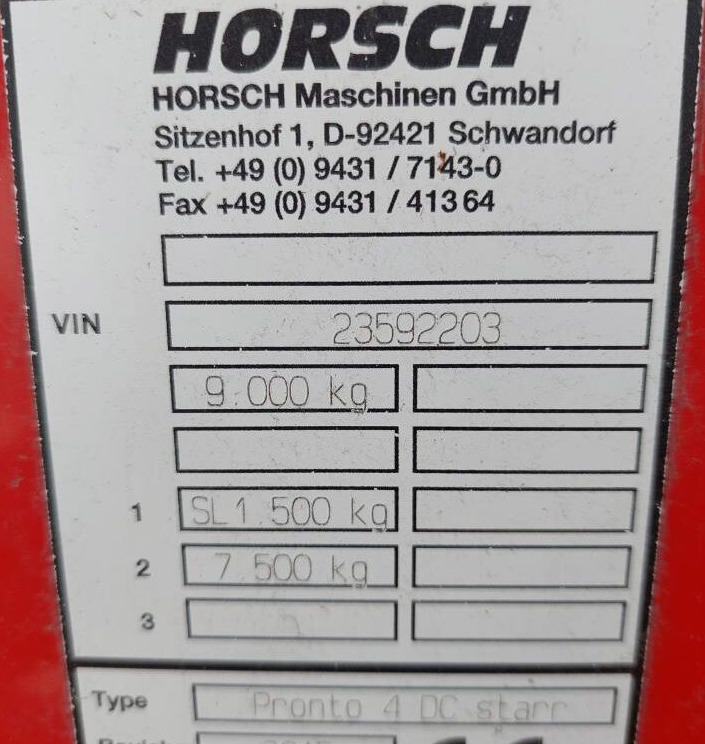 HORSCH
HORSCH Maschinen GmbH
Sitzenhof 1, D-92421 Schwandorf
Tel. +49 (0) 9431 / 7143-0
Fax +49 (0) 9431 / 413 64
VIN 23592203
9.000 kg
1 SL 1.500 kg
2 7.500 kg
3
Type Pronto 4 DC starr